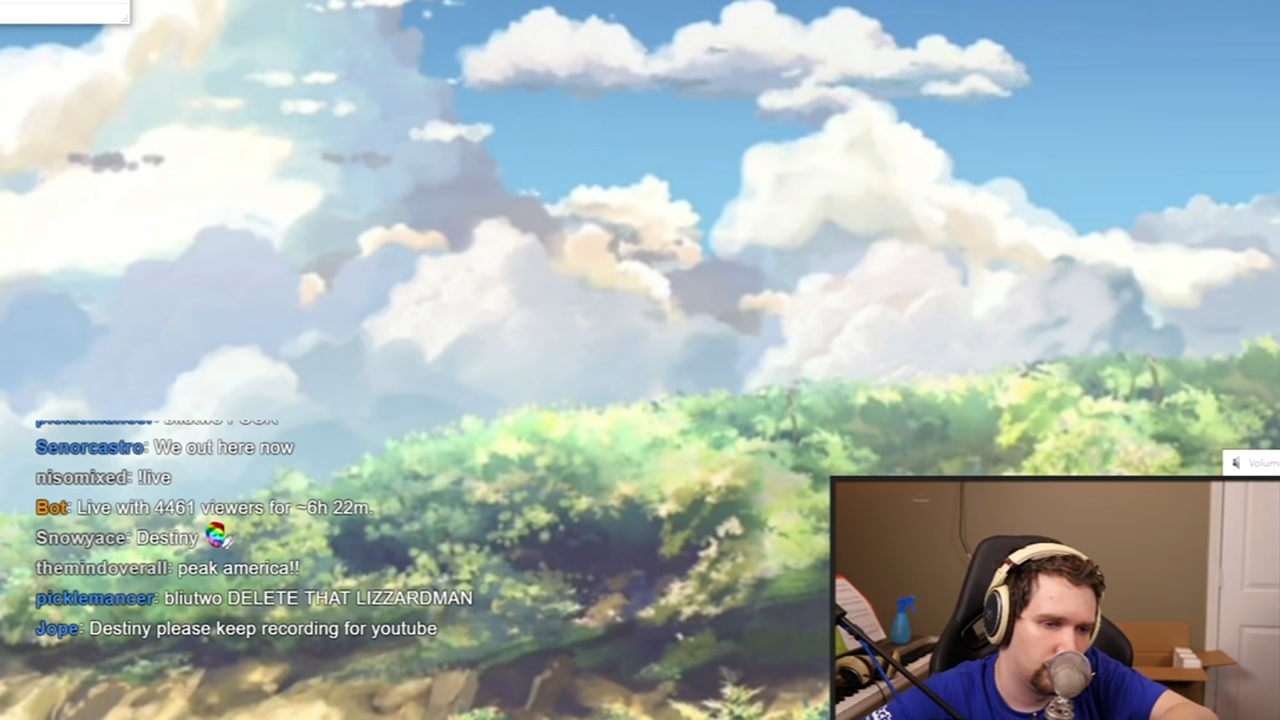 Senorcastro: We out here now
nisomixed: !live
Bot: Live with 4461 viewers for ~6h 22m.
Snowyace: Destiny
themindoverall: peak america!!
picklemancer: bliutwo DELETE THAT LIZZARDMAN
Jope: Destiny please keep recording for youtube
Volum